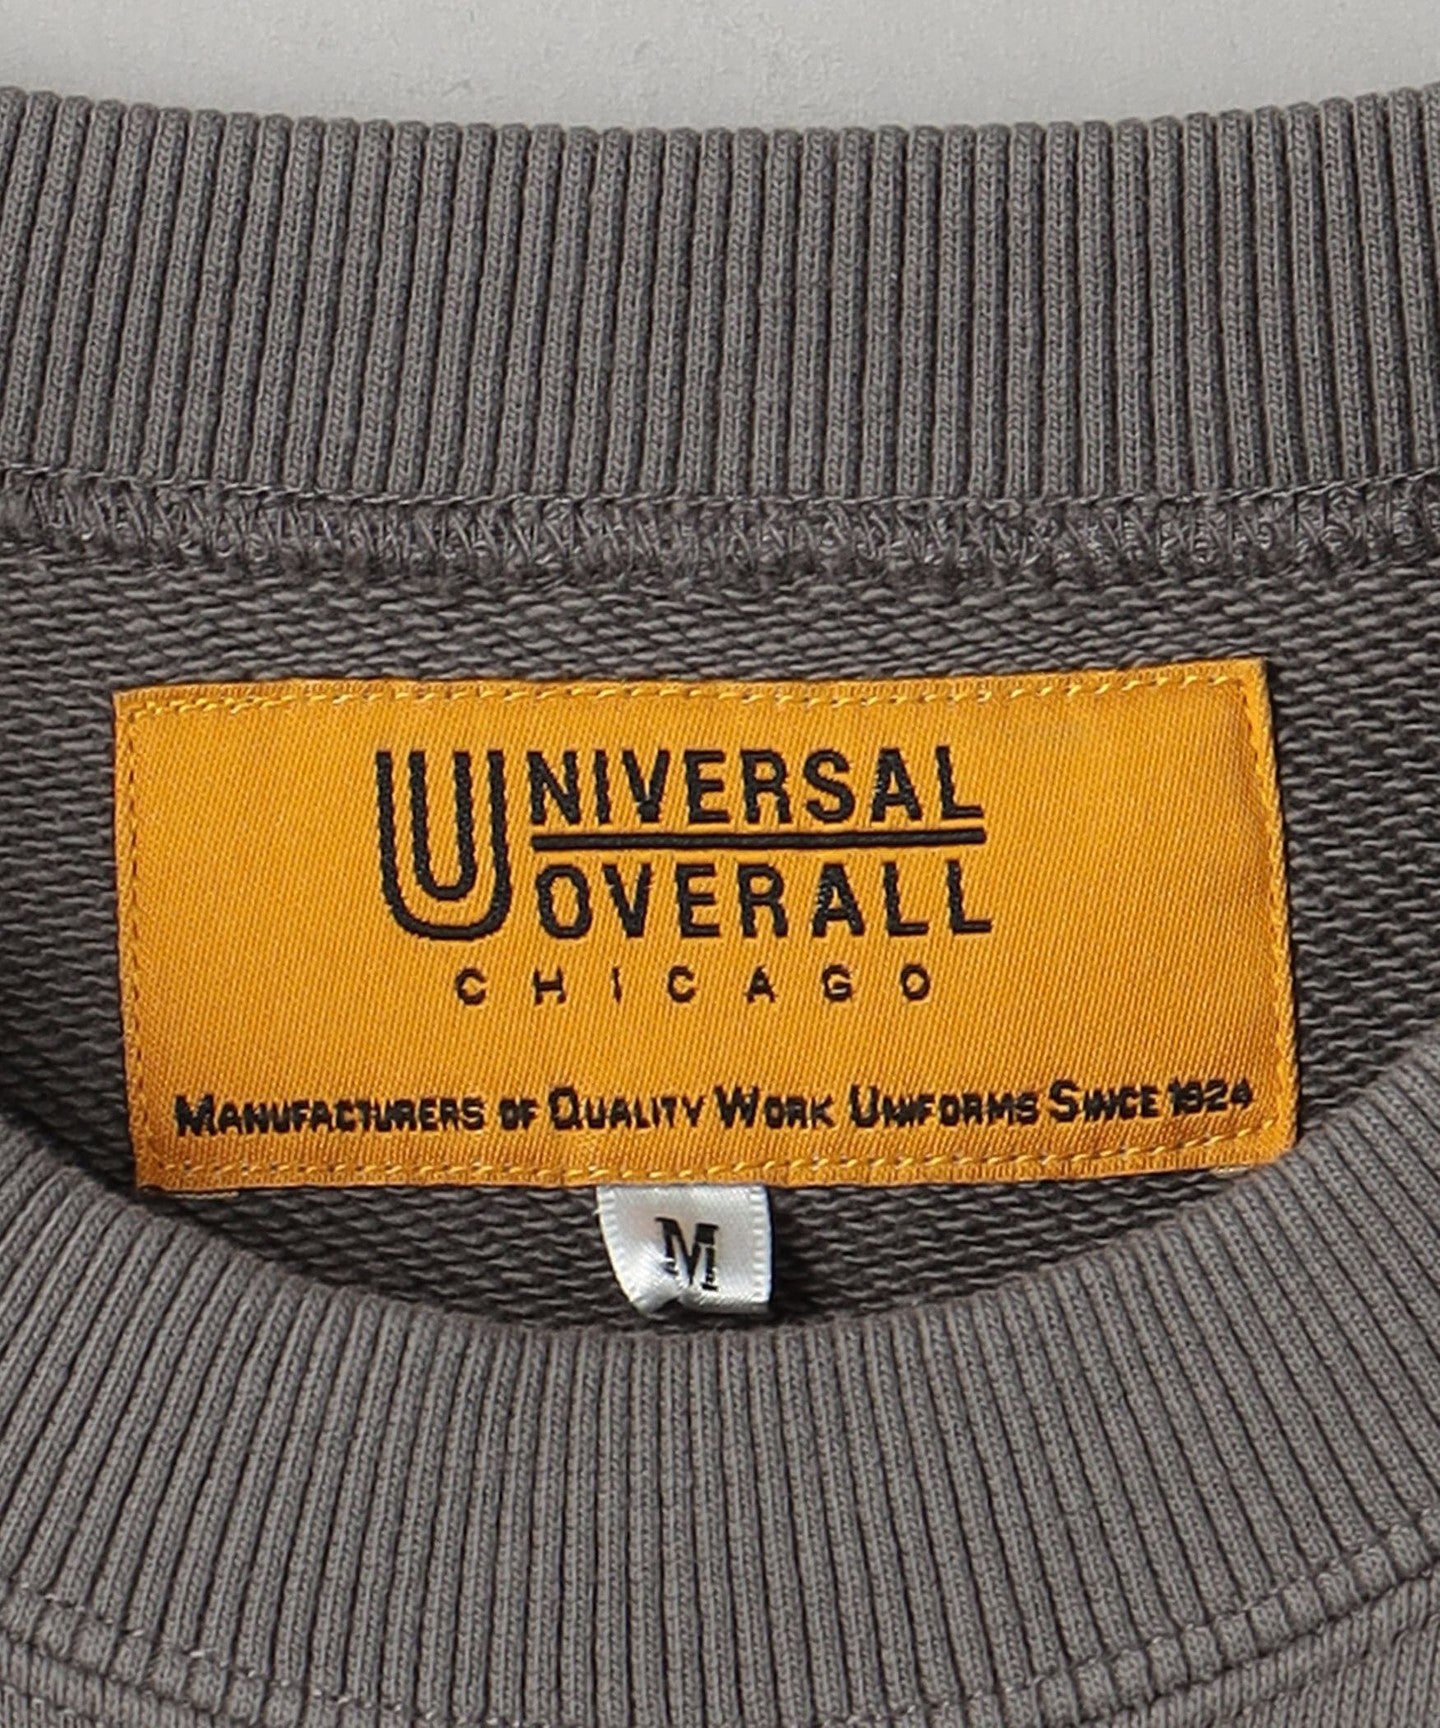 UNIVERSAL
OVERALL
CHICAGO
MANUFACTURERS OF QUALITY WORK UNIFORMS SINCE 1924
M